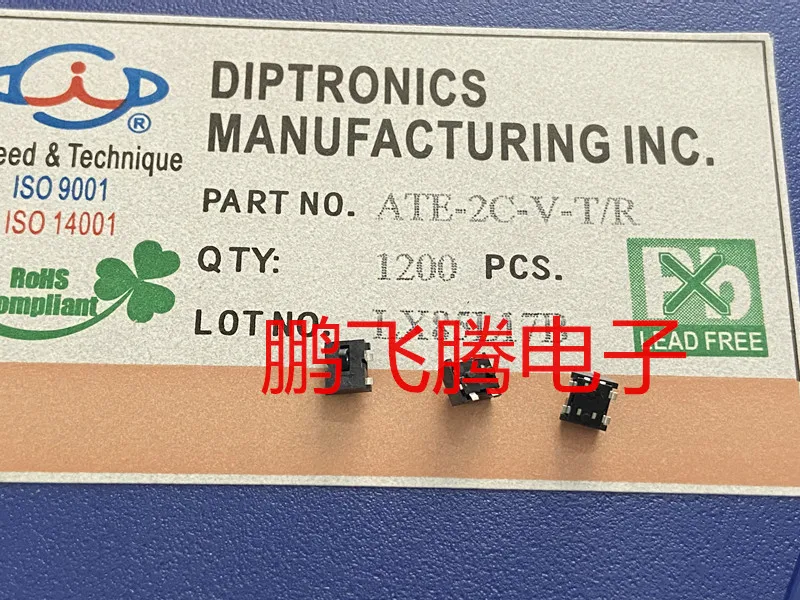 DIPTRONICS
MANUFACTURING INC.
eed & Technique
ISO 9001
ISO 14001
PART NO. ATE-2C-V-T/R
QTY: 1200 PCS.
LOT NO.
RoHS
ompliant
Pb
LEAD FREE
鹏飞腾电子
®